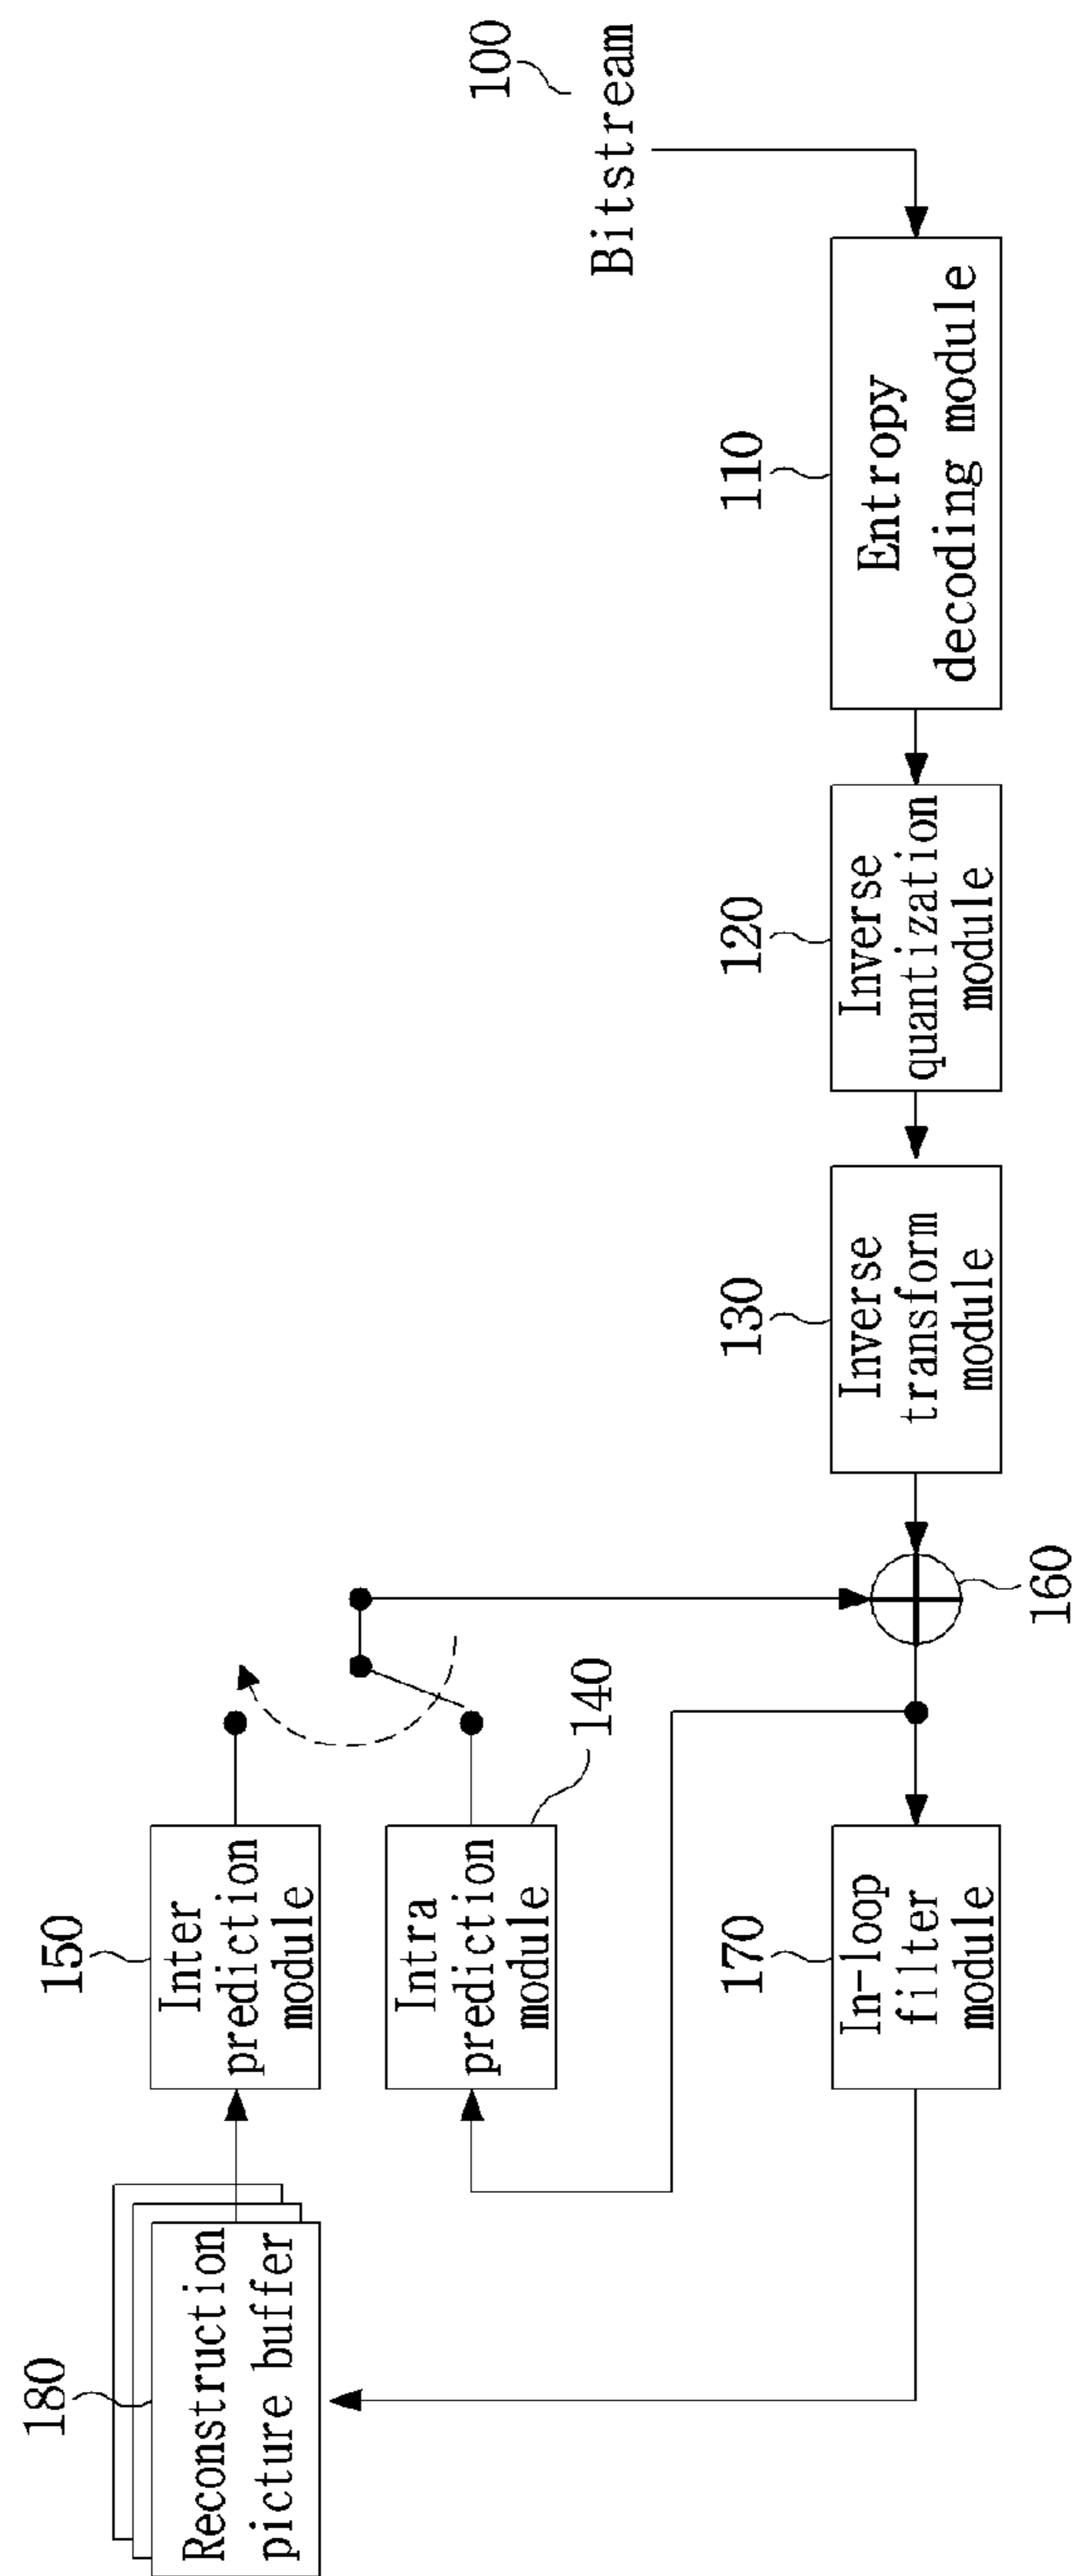 100
Bitstream
110
Entropy
decoding module
120
Inverse
quantization
module
130
Inverse
transform
module
160
150
Inter
prediction
module
140
Intra
prediction
module
170
In-loop
filter
module
180
Reconstruction
picture buffer